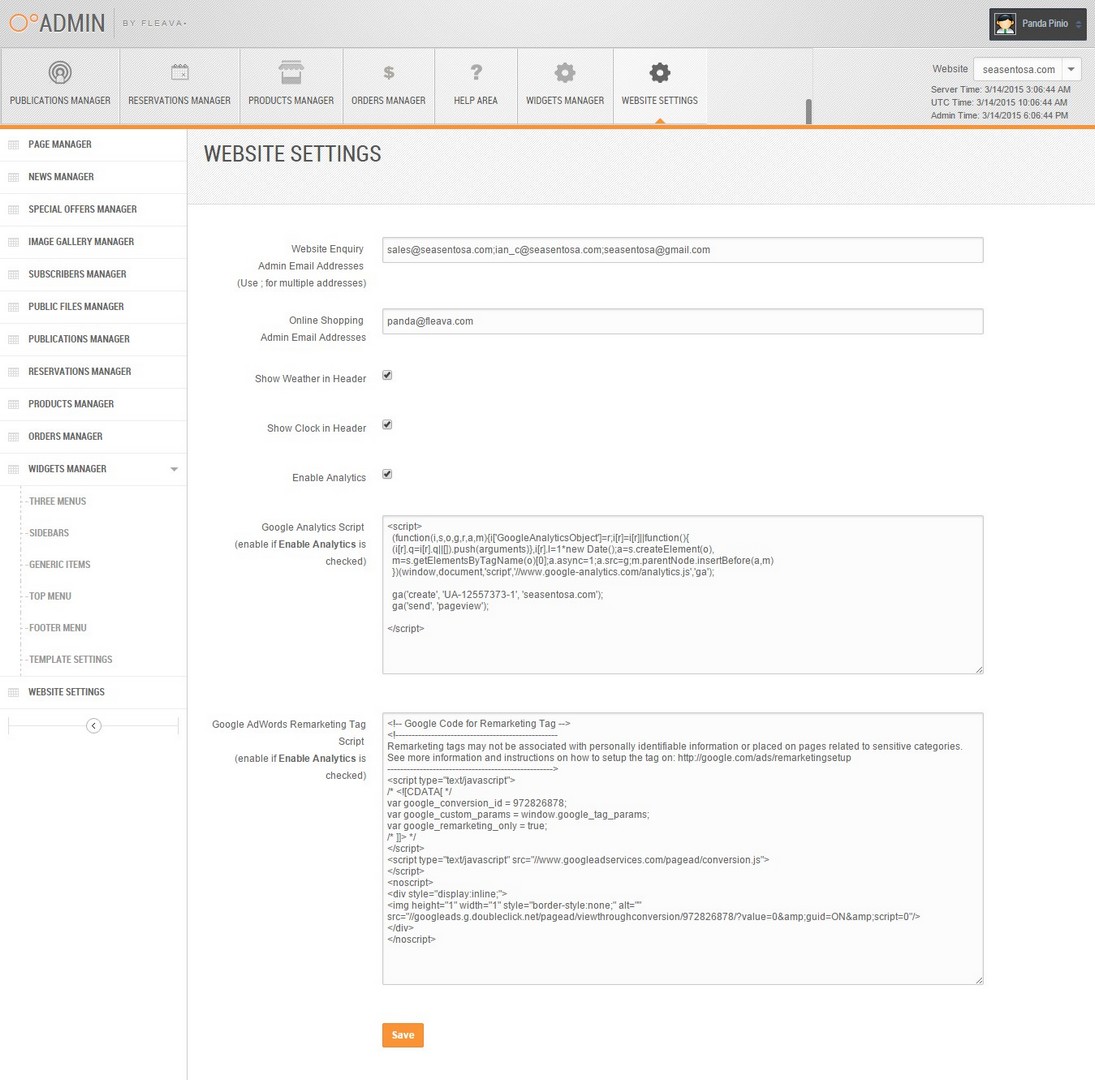 ADMIN BY FLEAVA
Panda Pinio
PUBLICATIONS MANAGER
RESERVATIONS MANAGER
PRODUCTS MANAGER
$
ORDERS MANAGER
?
HELP AREA
WIDGETS MANAGER
WEBSITE SETTINGS
Website seasentosa.com
Server Time: 3/14/2015 3:06:44 AM
UTC Time: 3/14/2015 10:06:44 AM
Admin Time: 3/14/2015 6:06:44 PM
PAGE MANAGER
NEWS MANAGER
SPECIAL OFFERS MANAGER
IMAGE GALLERY MANAGER
SUBSCRIBERS MANAGER
PUBLIC FILES MANAGER
PUBLICATIONS MANAGER
RESERVATIONS MANAGER
PRODUCTS MANAGER
ORDERS MANAGER
WIDGETS MANAGER
THREE MENUS
SIDEBARS
GENERIC ITEMS
TOP MENU
FOOTER MENU
TEMPLATE SETTINGS
WEBSITE SETTINGS
WEBSITE SETTINGS
Website Enquiry
Admin Email Addresses
(Use ; for multiple addresses)
sales@seasentosa.com;ian_c@seasentosa.com;seasentosa@gmail.com
Online Shopping
Admin Email Addresses
panda@fleava.com
Show Weather in Header
Show Clock in Header
Enable Analytics
Google Analytics Script
(enable if Enable Analytics is
checked)
<script>
(function(i,s,o,g,r,a,m){i['GoogleAnalyticsObject']=r;i[r]=i[r]||function(){
(i[r].q=i[r].q||[]).push(arguments)},i[r].l=1*new Date();a=s.createElement(o),
m=s.getElementsByTagName(o)[0];a.async=1;a.src=g;m.parentNode.insertBefore(a,m)
})(window,document,'script','//www.google-analytics.com/analytics.js','ga');
ga('create', 'UA-12557373-1', 'seasentosa.com');
ga('send', 'pageview');
</script>
Google AdWords Remarketing Tag
Script
(enable if Enable Analytics is
checked)
<!-- Google Code for Remarketing Tag -->
<!--------------------------------------------------
Remarketing tags may not be associated with personally identifiable information or placed on pages related to sensitive categories.
See more information and instructions on how to setup the tag on: http://google.com/ads/remarketingsetup
--------------------------------------------------->
<script type="text/javascript">
/* <![CDATA[ */
var google_conversion_id = 972826878;
var google_custom_params = window.google_tag_params;
var google_remarketing_only = true;
/* ]]> */
</script>
<script type="text/javascript" src="//www.googleadservices.com/pagead/conversion.js">
</script>
<noscript>
<div style="display:inline;">
<img height="1" width="1" style="border-style:none;" alt=""
src="//googleads.g.doubleclick.net/pagead/viewthroughconversion/972826878/?value=0&amp;guid=ON&amp;script=0"/>
</div>
</noscript>
Save